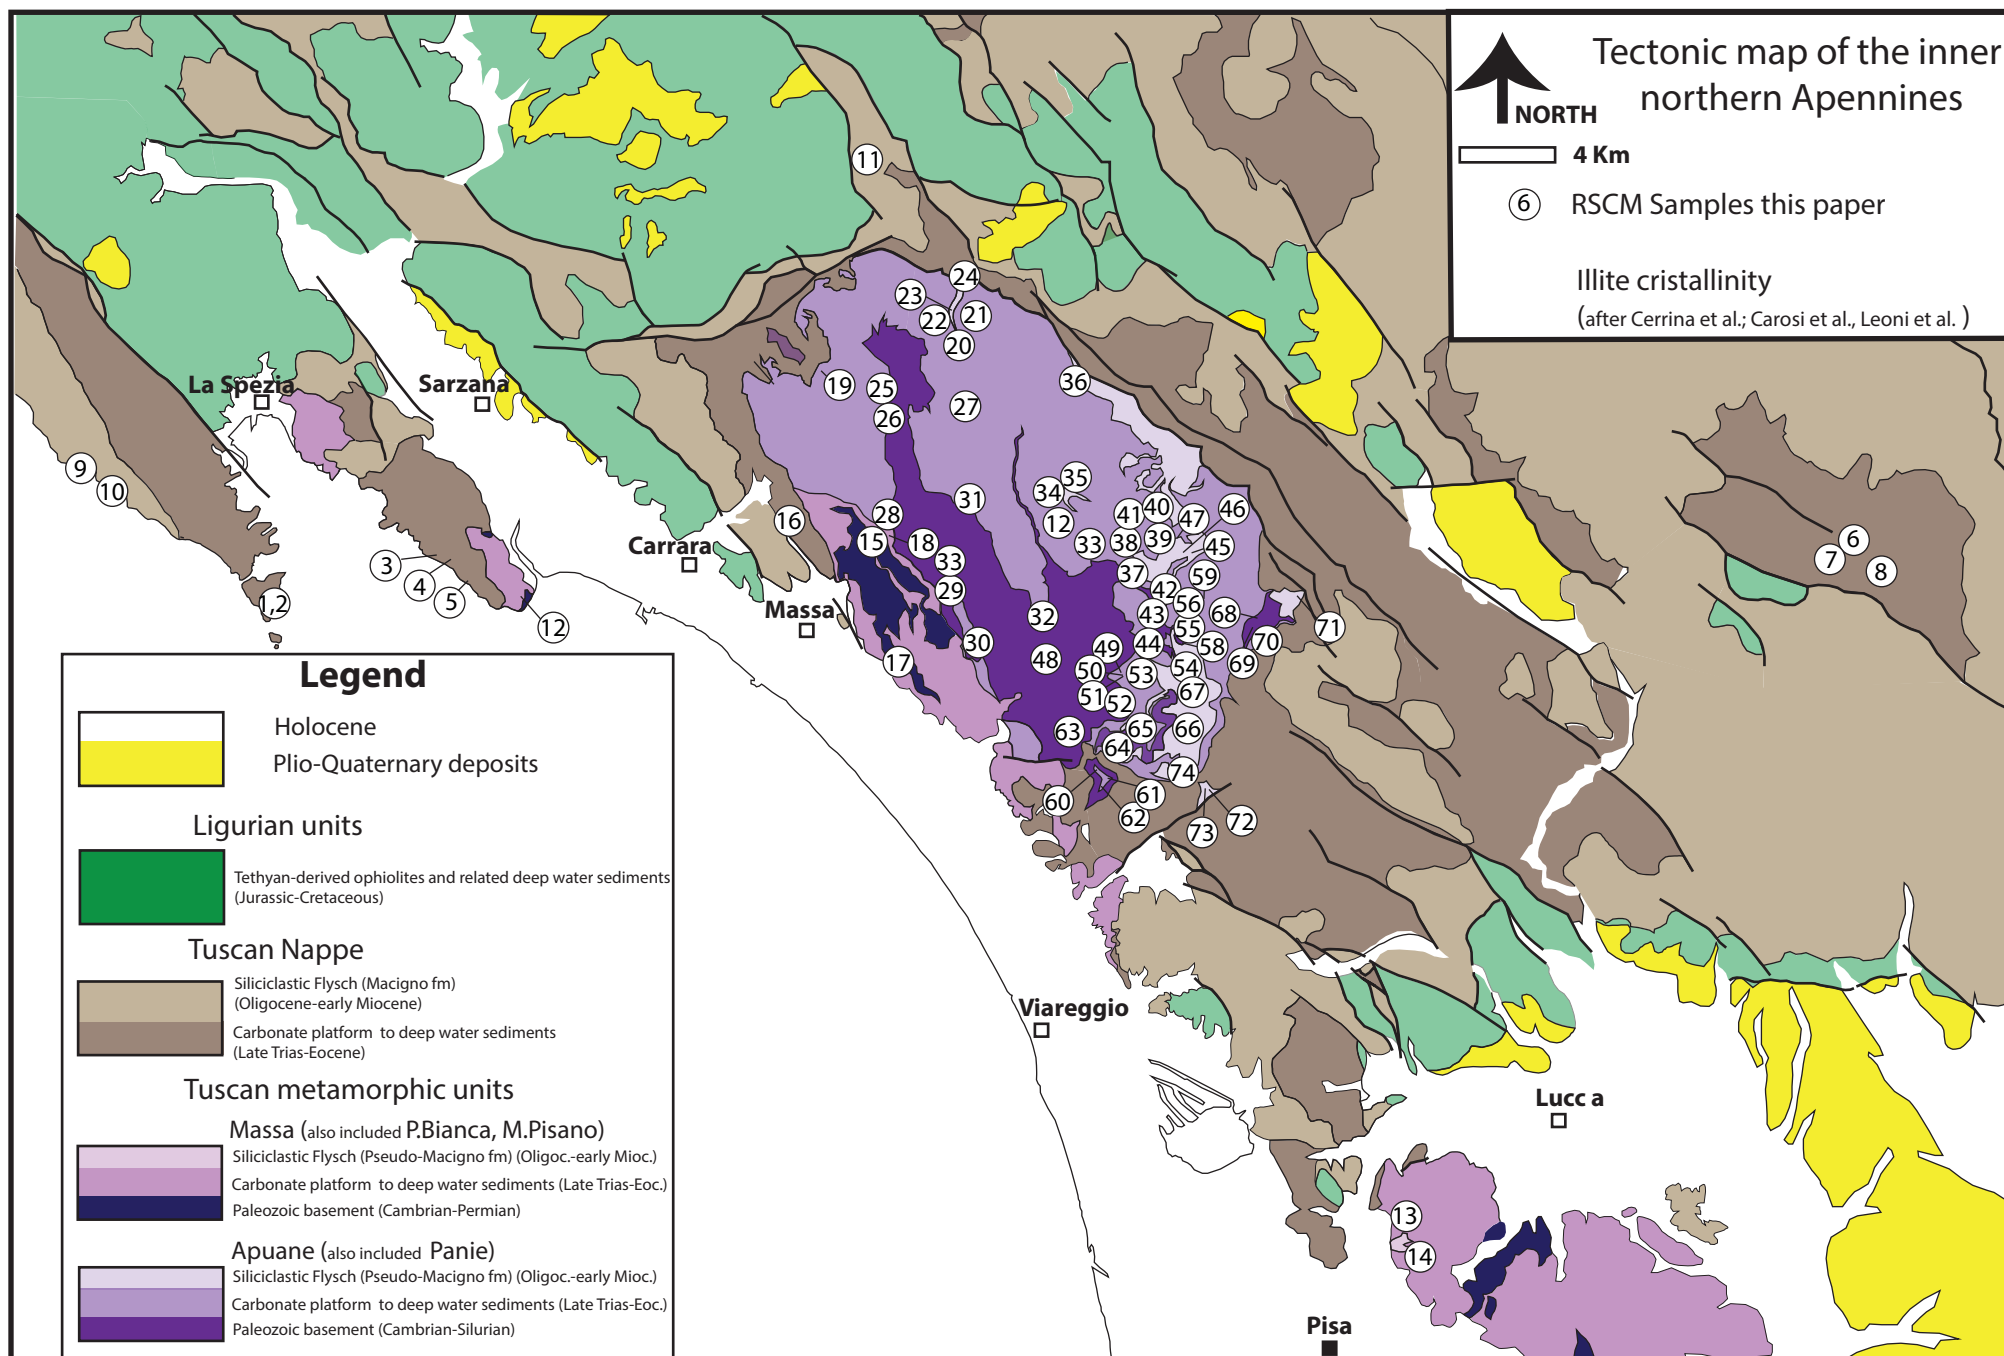 Tectonic map of the inner
northern Apennines
NORTH
4 Km
6 RSCM Samples this paper
Illite cristallinity
(after Cerrina et al.; Carosi et al., Leoni et al. )
11
24
23
22
21
20
La Spezia
Sarzana
19
25
26
27
36
9
10
35
34
31
12
28
16
15
18
33
29
33
41
40
47
46
38
39
45
Carrara
3
4
5
1,2
12
Massa
37
42
59
56
43
68
55
71
32
30
17
48
49
44
58
70
69
50
53
54
51
52
67
63
65
66
64
74
60
61
62
73
72
6
7
8
Viareggio
Lucc a
13
14
Pisa
Legend
Holocene
Plio-Quaternary deposits
Ligurian units
Tethyan-derived ophiolites and related deep water sediments
(Jurassic-Cretaceous)
Tuscan Nappe
Siliciclastic Flysch (Macigno fm)
(Oligocene-early Miocene)
Carbonate platform to deep water sediments
(Late Trias-Eocene)
Tuscan metamorphic units
Massa (also included P.Bianca, M.Pisano)
Siliciclastic Flysch (Pseudo-Macigno fm) (Oligoc.-early Mioc.)
Carbonate platform to deep water sediments (Late Trias-Eoc.)
Paleozoic basement (Cambrian-Permian)
Apuane (also included Panie)
Siliciclastic Flysch (Pseudo-Macigno fm) (Oligoc.-early Mioc.)
Carbonate platform to deep water sediments (Late Trias-Eoc.)
Paleozoic basement (Cambrian-Silurian)